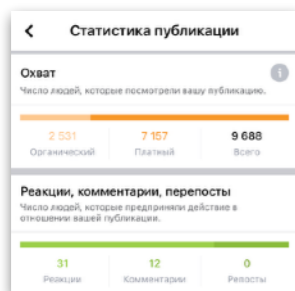 Статистика публикации
Охват
Число людей, которые посмотрели вашу публикацию.
2 531 7 157 9 688
Органический Платный Всего
Реакции, комментарии, перепосты
Число людей, которые предприняли действие в
отношении вашей публикации.
31 12 0
Реакции Комментарии Репосты